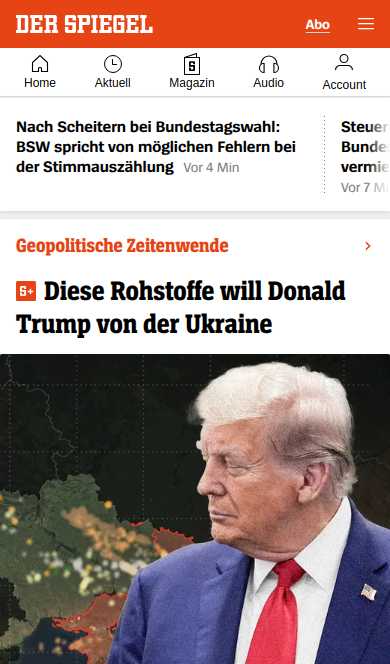 DER SPIEGEL
Abo
Home
Aktuell
Magazin
Audio
Account
Nach Scheitern bei Bundestagswahl:
BSW spricht von möglichen Fehlern bei
der Stimmauszählung Vor 4 Min
Steuer
Bunde
vermie
Vor 7 Mi
Geopolitische Zeitenwende
S+ Diese Rohstoffe will Donald
Trump von der Ukraine